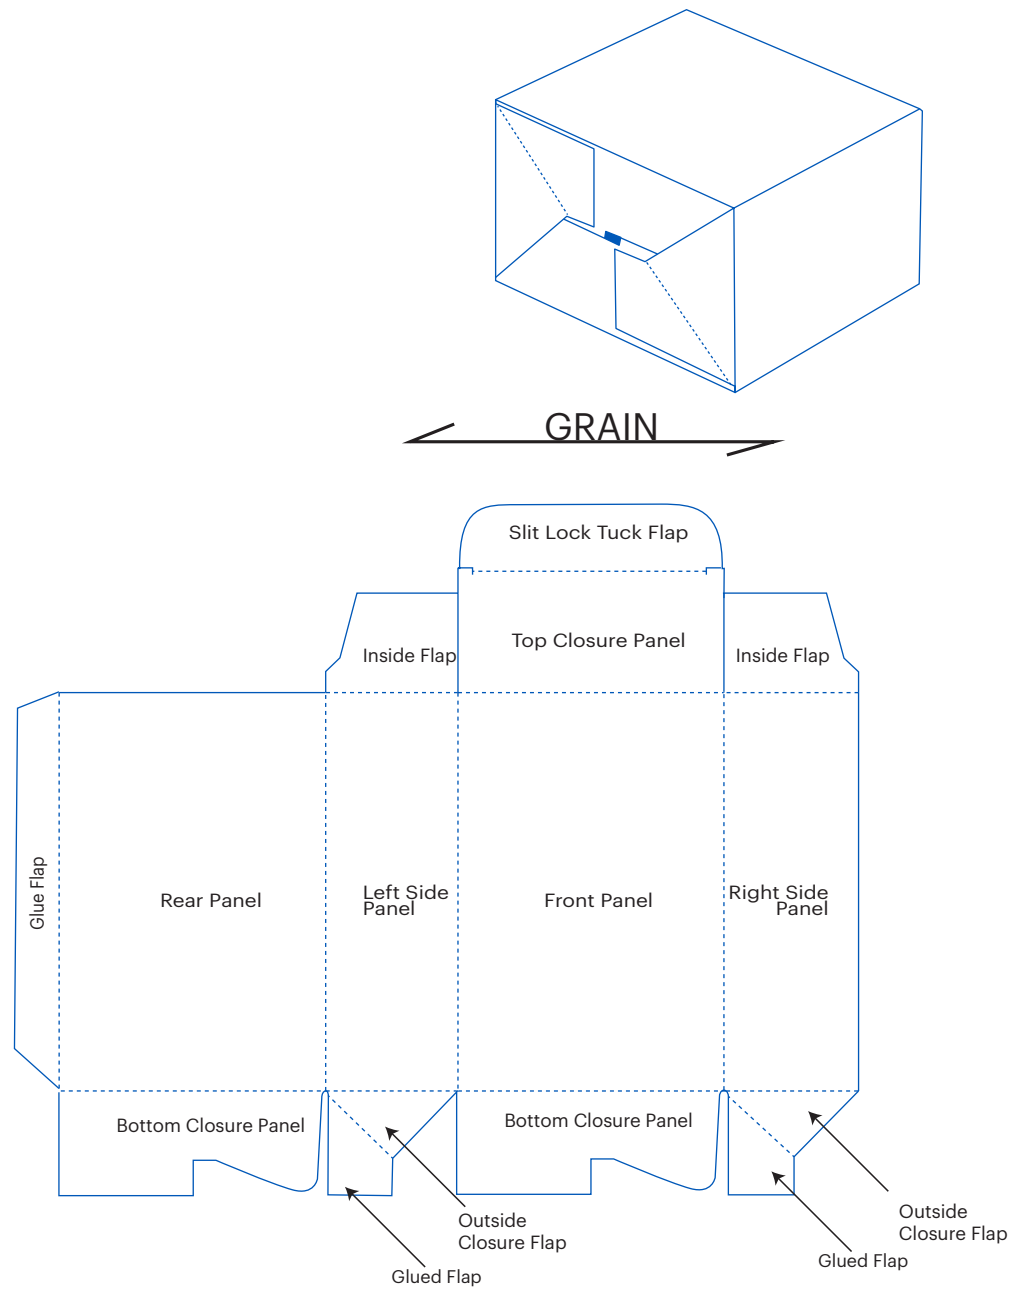 GRAIN
Slit Lock Tuck Flap
Inside Flap
Top Closure Panel
Inside Flap
Glue Flap
Rear Panel
Left Side
Panel
Front Panel
Right Side
Panel
Bottom Closure Panel
Bottom Closure Panel
Outside
Closure Flap
Glued Flap
Outside
Closure Flap
Glued Flap